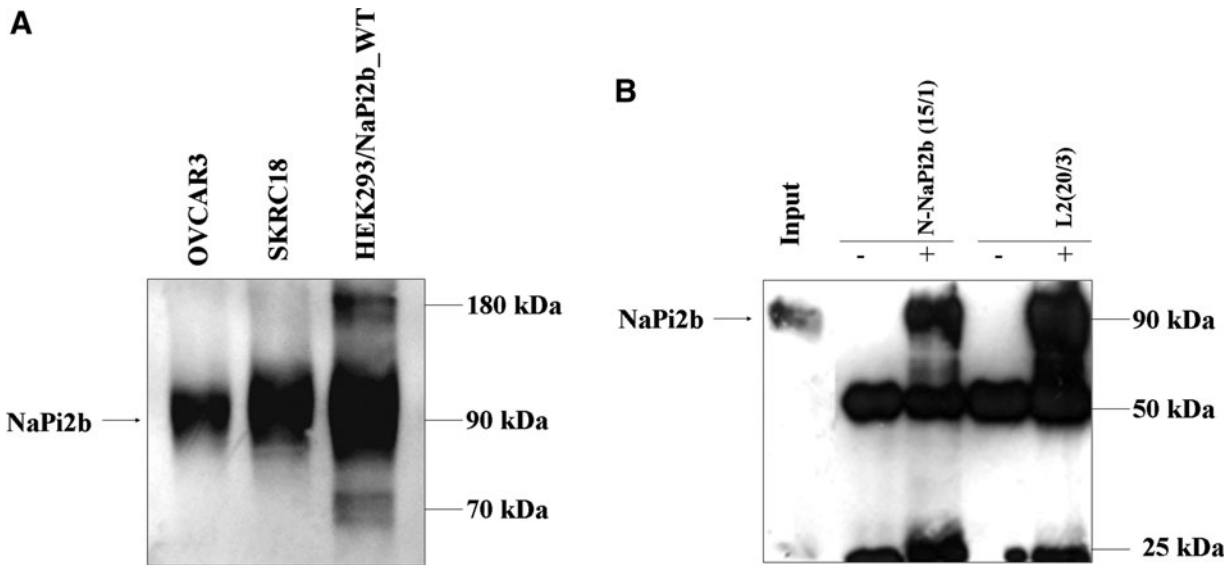 A
OVCAR3
SKRC18
HEK293/NaPi2b_WT
180 kDa
NaPi2b
90 kDa
70 kDa
B
Input
N-NaPi2b (15/1)
L2(20/3)
- + - +
NaPi2b
90 kDa
50 kDa
25 kDa